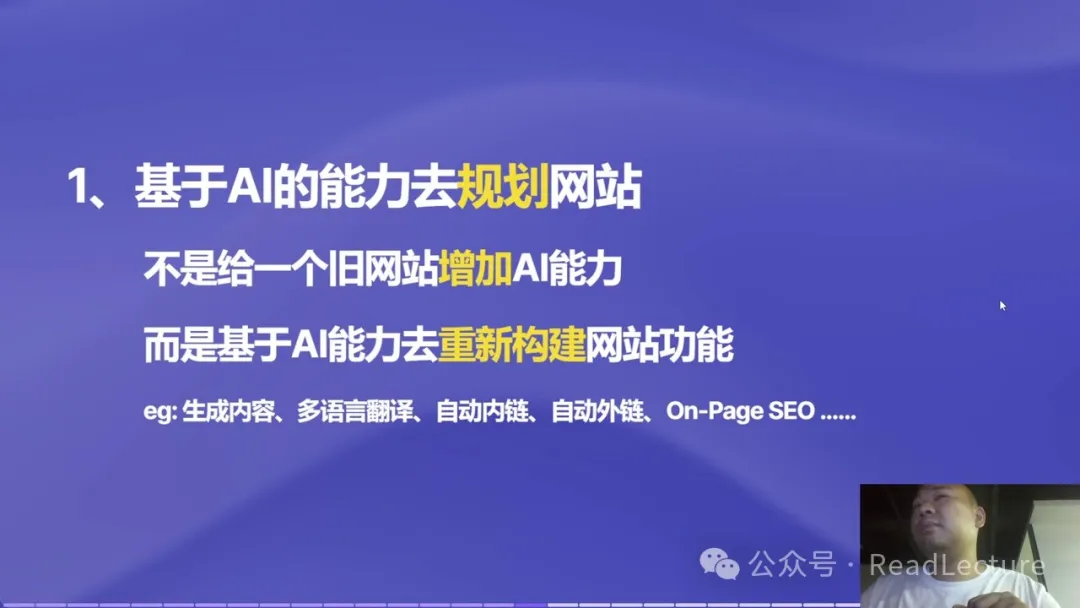 1、基于AI的能力去规划网站
不是给一个旧网站增加AI能力
而是基于AI能力去重新构建网站功能
eg: 生成内容、多语言翻译、自动内链、自动外链、On-Page SEO ......
公众号 · ReadLecture